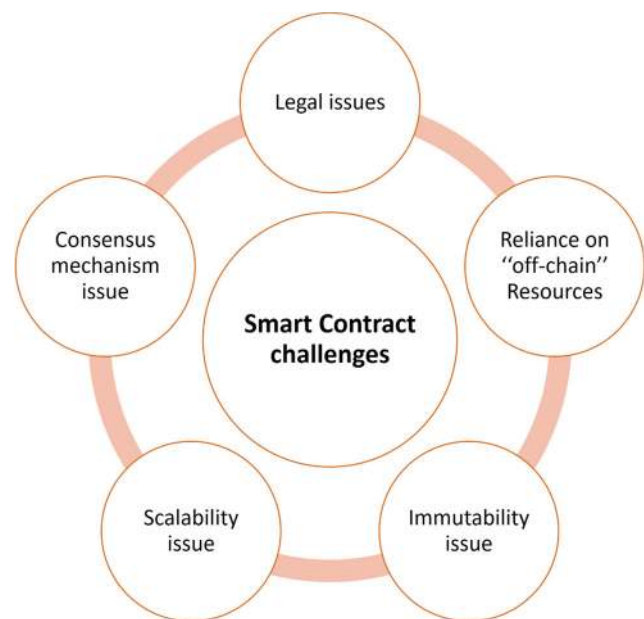 Legal issues
Consensus
mechanism
issue
Reliance on
‘‘off-chain’’
Resources
Smart Contract
challenges
Scalability
issue
Immutability
issue